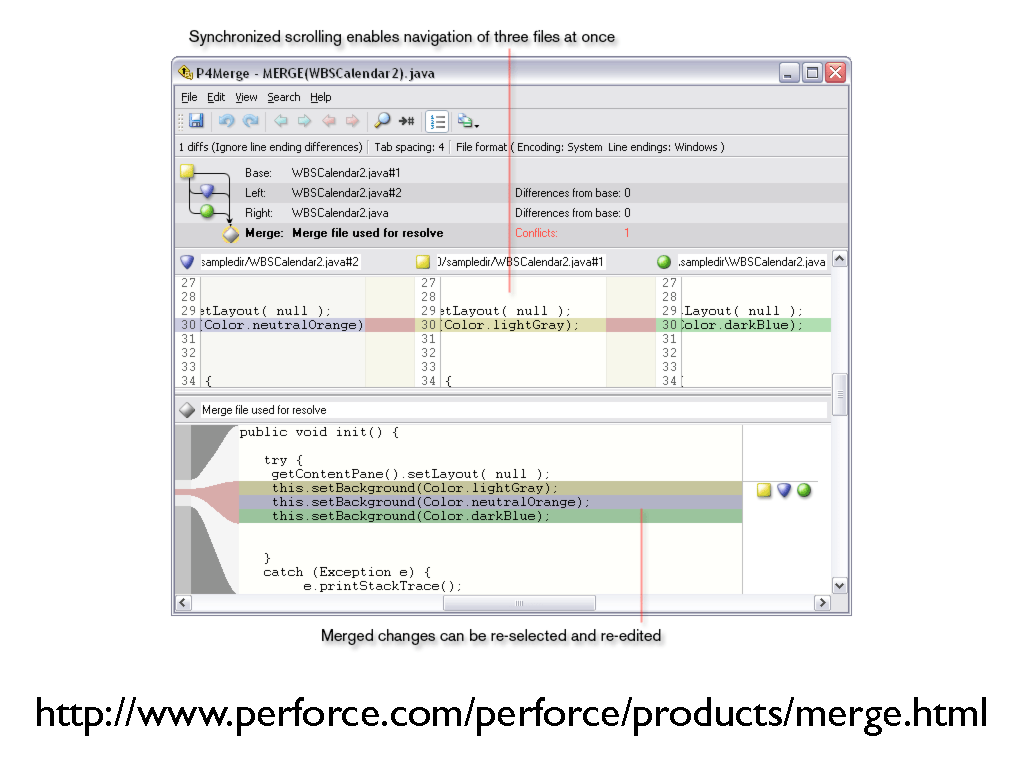 Synchronized scrolling enables navigation of three files at once
P4Merge - MERGE(WBSCalendar2).java
File Edit View Search Help
1 diffs (Ignore line ending differences) Tab spacing: 4 File format ( Encoding: System Line endings: Windows )
Base: WBSCalendar2.java#1
Left: WBSCalendar2.java#2 Differences from base: 0
Right: WBSCalendar2.java Differences from base: 0
Merge: Merge file used for resolve Conflicts: 1
sampledir/WBSCalendar2.java#2 )/sampledir/WBSCalendar2.java#1 .sampledir\WBSCalendar2.java
27 27 27
28 28 28
29 etLayout( null ); 29 etLayout( null ); 29 .Layout( null );
30 (Color.neutralOrange) 30 (Color.lightGray); 30 Color.darkBlue);
31 31 31
32 32 32
33 33 33
34 { 34 { 34
Merge file used for resolve
public void init() {
try {
getContentPane().setLayout( null );
this.setBackground(Color.lightGray);
this.setBackground(Color.neutralOrange);
this.setBackground(Color.darkBlue);
}
catch (Exception e) {
e.printStackTrace();
Merged changes can be re-selected and re-edited
http://www.perforce.com/perforce/products/merge.html